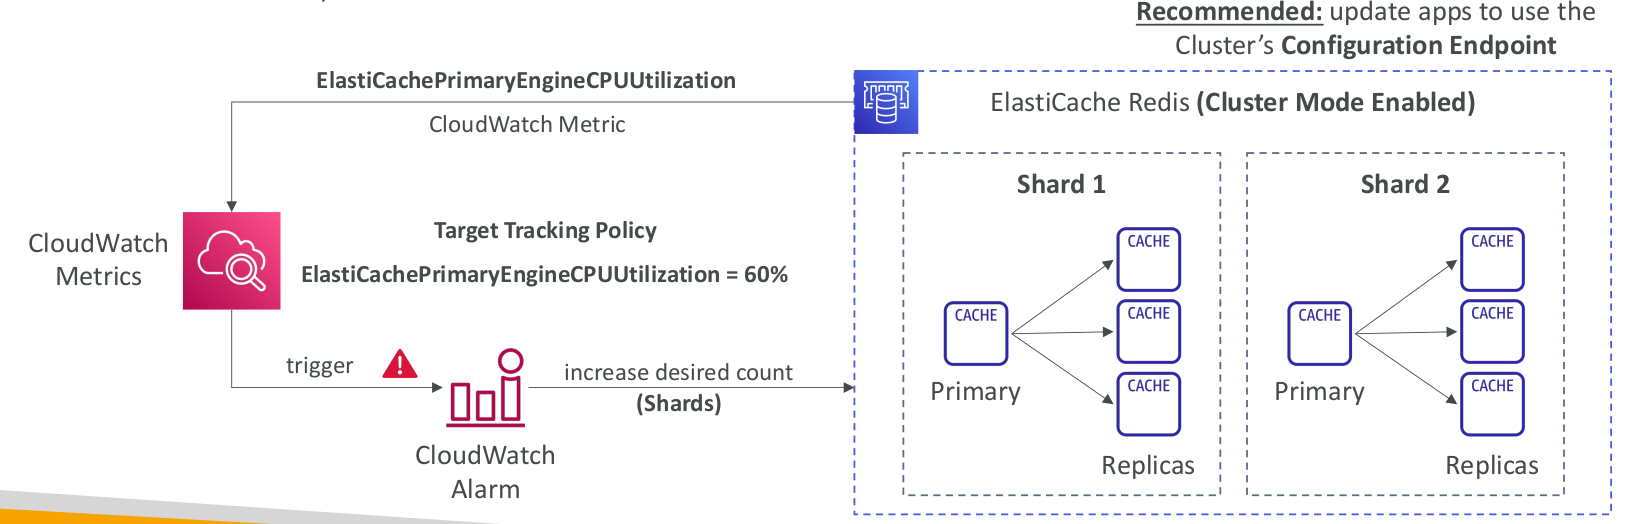 Recommended: update apps to use the
Cluster’s Configuration Endpoint
ElastiCachePrimaryEngineCPUUtilization
CloudWatch Metric
ElastiCache Redis (Cluster Mode Enabled)
CloudWatch
Metrics
Target Tracking Policy
ElastiCachePrimaryEngineCPUUtilization = 60%
trigger
increase desired count
(Shards)
CloudWatch
Alarm
Shard 1
CACHE
CACHE
CACHE
CACHE
Primary
Replicas
Shard 2
CACHE
CACHE
CACHE
CACHE
Primary
Replicas